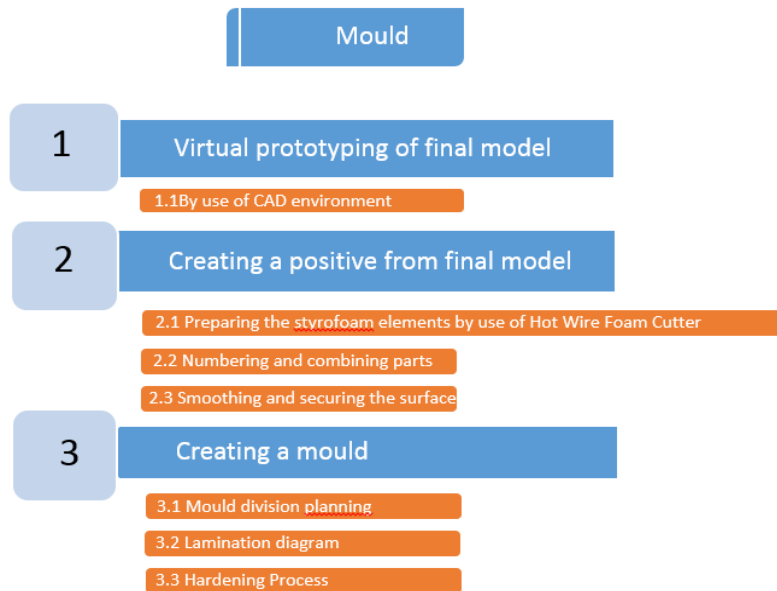 Mould
1
Virtual prototyping of final model
1.1By use of CAD environment
2
Creating a positive from final model
2.1 Preparing the styrofoam elements by use of Hot Wire Foam Cutter
2.2 Numbering and combining parts
2.3 Smoothing and securing the surface
3
Creating a mould
3.1 Mould division planning
3.2 Lamination diagram
3.3 Hardening Process